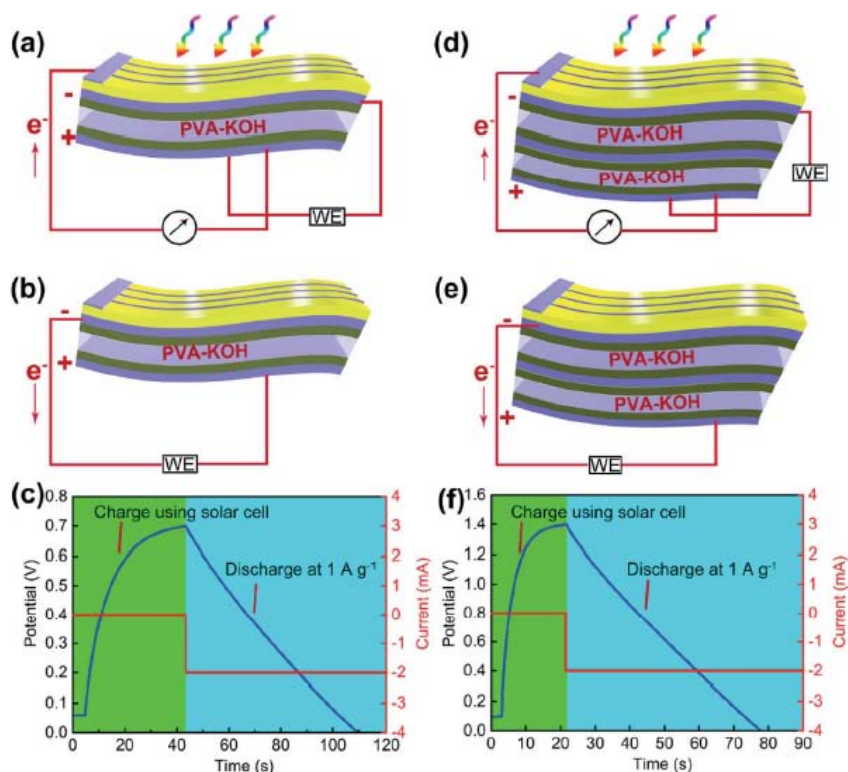 (a)
-
e-
+
PVA-KOH
WE
(d)
-
e-
+
PVA-KOH
PVA-KOH
WE
(b)
-
e-
+
PVA-KOH
WE
(e)
-
e-
+
PVA-KOH
PVA-KOH
WE
(c)
Potential (V)
0.8
0.7
0.6
0.5
0.4
0.3
0.2
0.1
0.0
Charge using solar cell
Discharge at 1 A g⁻¹
4
3
2
1
0
-1
-2
-3
-4
Current (mA)
0 20 40 60 80 100 120
Time (s)
(f)
Potential (V)
1.6
1.4
1.2
1.0
0.8
0.6
0.4
0.2
0.0
Charge using solar cell
Discharge at 1 A g⁻¹
4
3
2
1
0
-1
-2
-3
-4
Current (mA)
0 10 20 30 40 50 60 70 80 90
Time (s)